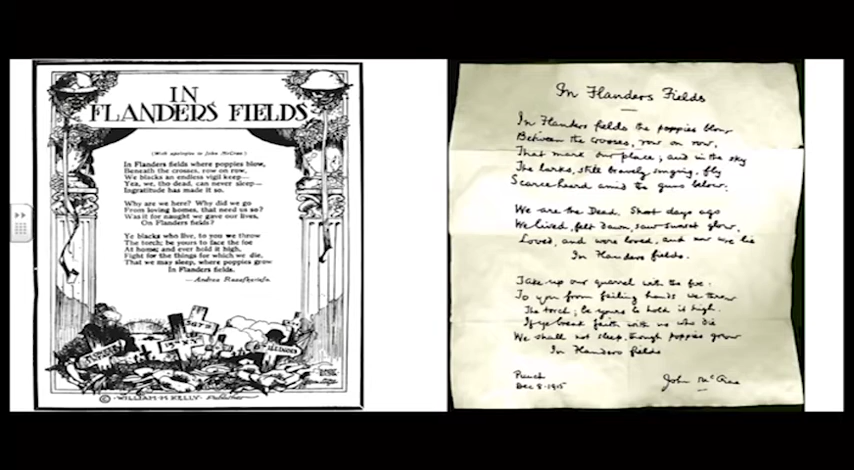 IN
FLANDERS FIELDS
(With apologies to John McCrae)
In Flanders fields where poppies blow,
Beneath the crosses, row on row,
We blacks an endless vigil keep—
Yea, we, tho dead, can never sleep—
Ingratitude has made it so.
Why are we here? Why did we go
From loving homes, that need us so?
Was it for naught we gave our lives,
On Flanders fields?
Ye blacks who live, to you we throw
The torch; be yours to face the foe
At home; and ever hold it high,
Fight for the things for which we die,
That we may sleep, where poppies grow
In Flanders fields.
—Andrea Razafkeriefo.
© -WILLIAM-H-KELLY-
In Flanders Fields
In Flanders fields the poppies blow
Between the crosses, row on row,
That mark our place; and in the sky
The larks, still bravely singing, fly
Scarce heard amid the guns below.
We are the Dead. Short days ago
We lived, felt dawn, saw sunset glow,
Loved, and were loved, and now we lie
In Flanders fields.
Take up our quarrel with the foe:
To you from failing hands we throw
The torch; be yours to hold it high.
If ye break faith with us who die
We shall not sleep, though poppies grow
In Flanders fields
Punch
Dec 8·1915
John McCrae